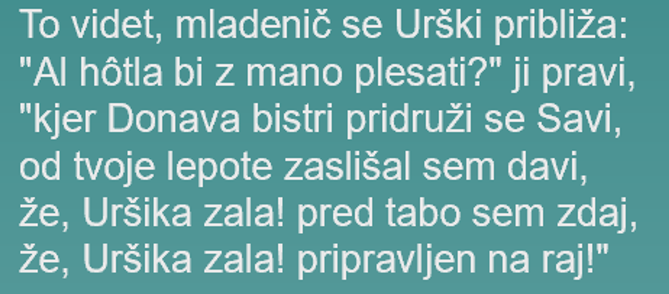 To videt, mladenič se Urški približa:
"Al hôtla bi z mano plesati?" ji pravi,
"kjer Donava bistri pridruži se Savi,
od tvoje lepote zaslišal sem davi,
že, Uršika zala! pred tabo sem zdaj,
že, Uršika zala! pripravljen na raj!"